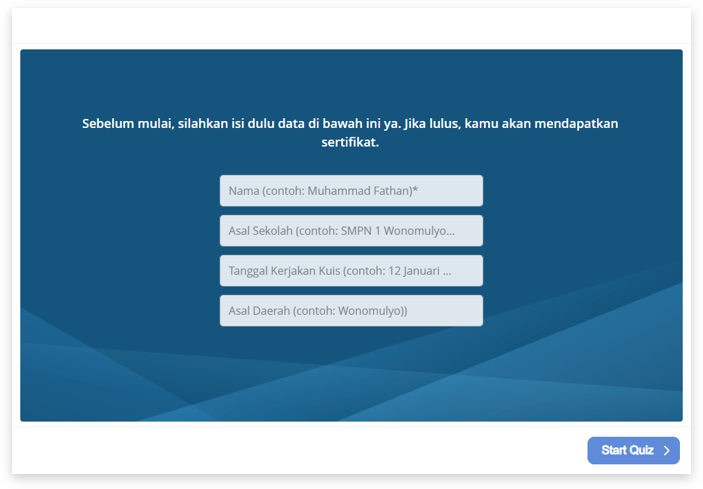 Sebelum mulai, silahkan isi dulu data di bawah ini ya. Jika lulus, kamu akan mendapatkan
sertifikat.
Nama (contoh: Muhammad Fathan)*
Asal Sekolah (contoh: SMPN 1 Wonomulyo...
Tanggal Kerjakan Kuis (contoh: 12 Januari ...
Asal Daerah (contoh: Wonomulyo))
Start Quiz